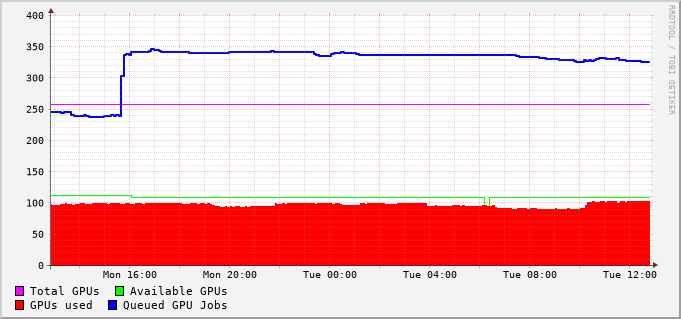 RRDTOOL / TOBI OETIKER
400
350
300
250
200
150
100
50
0
Mon 16:00 Mon 20:00 Tue 00:00 Tue 04:00 Tue 08:00 Tue 12:00
Total GPUs Available GPUs
GPUs used Queued GPU Jobs